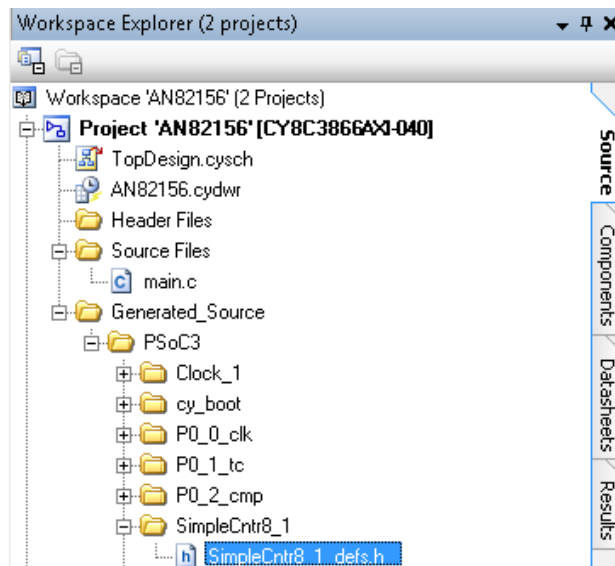 Workspace Explorer (2 projects)
Workspace 'AN82156' (2 Projects)
Project 'AN82156' [CY8C3866AXI-040]
TopDesign.cysch
AN82156.cydwr
Header Files
Source Files
main.c
Generated_Source
PSoC3
Clock_1
cy_boot
P0_0_clk
P0_1_tc
P0_2_cmp
SimpleCntr8_1
SimpleCntr8_1_defs.h
Source
Components
Datasheets
Results